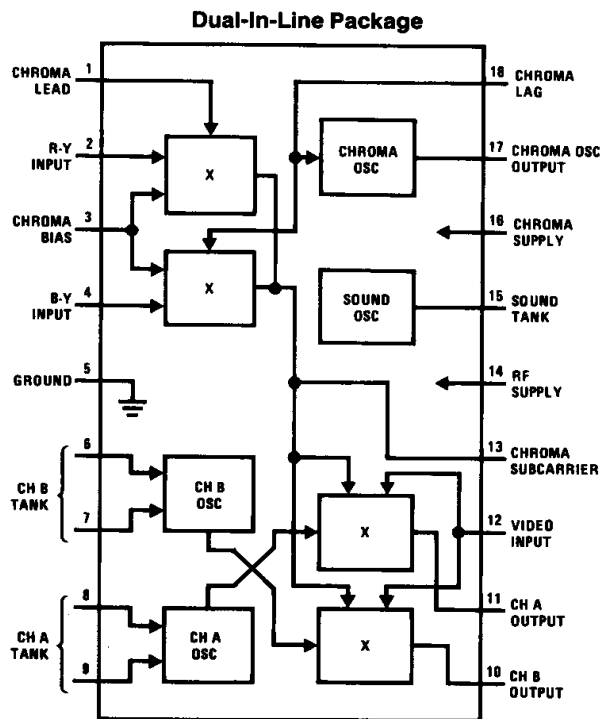 Dual-In-Line Package
1
CHROMA
LEAD
2
R-Y
INPUT
3
CHROMA
BIAS
4
B-Y
INPUT
5
GROUND
6
CH B
TANK
7
8
CH A
TANK
9
X
X
CH B
OSC
CH A
OSC
CHROMA
OSC
SOUND
OSC
X
X
18 CHROMA
LAG
17 CHROMA OSC
OUTPUT
16 CHROMA
SUPPLY
15 SOUND
TANK
14 RF
SUPPLY
13 CHROMA
SUBCARRIER
12 VIDEO
INPUT
11 CH A
OUTPUT
10 CH B
OUTPUT